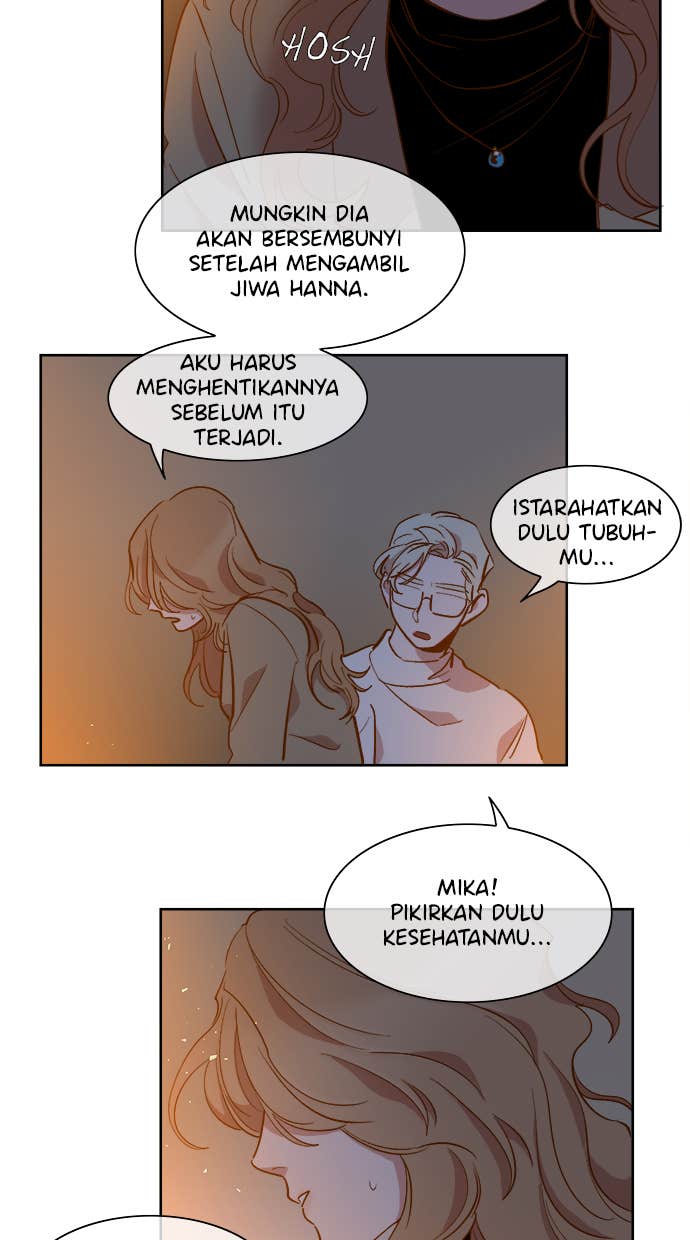 HOSH
MUNGKIN DIA
AKAN BERSEMBUNYI
SETELAH MENGAMBIL
JIWA HANNA.
AKU HARUS
MENGHENTIKANNYA
SEBELUM ITU
TERJADI.
ISTARAHATKAN
DULU TUBUH-
MU...
MIKA!
PIKIRKAN DULU
KESEHATANMU...